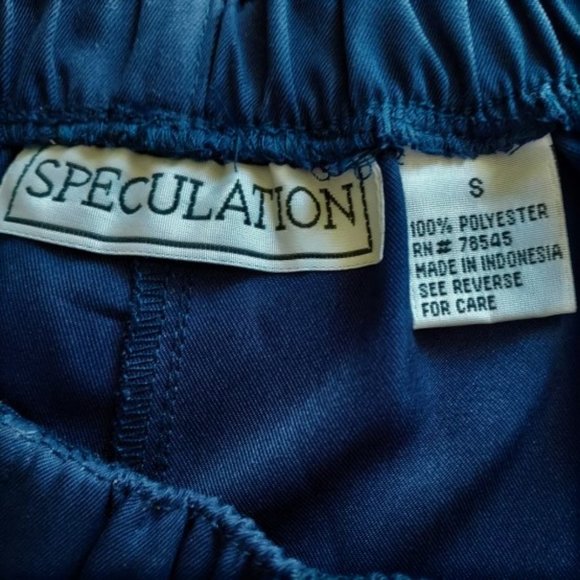 SPECULATION
S
100% POLYESTER
RN# 78545
MADE IN INDONESIA
SEE REVERSE
FOR CARE